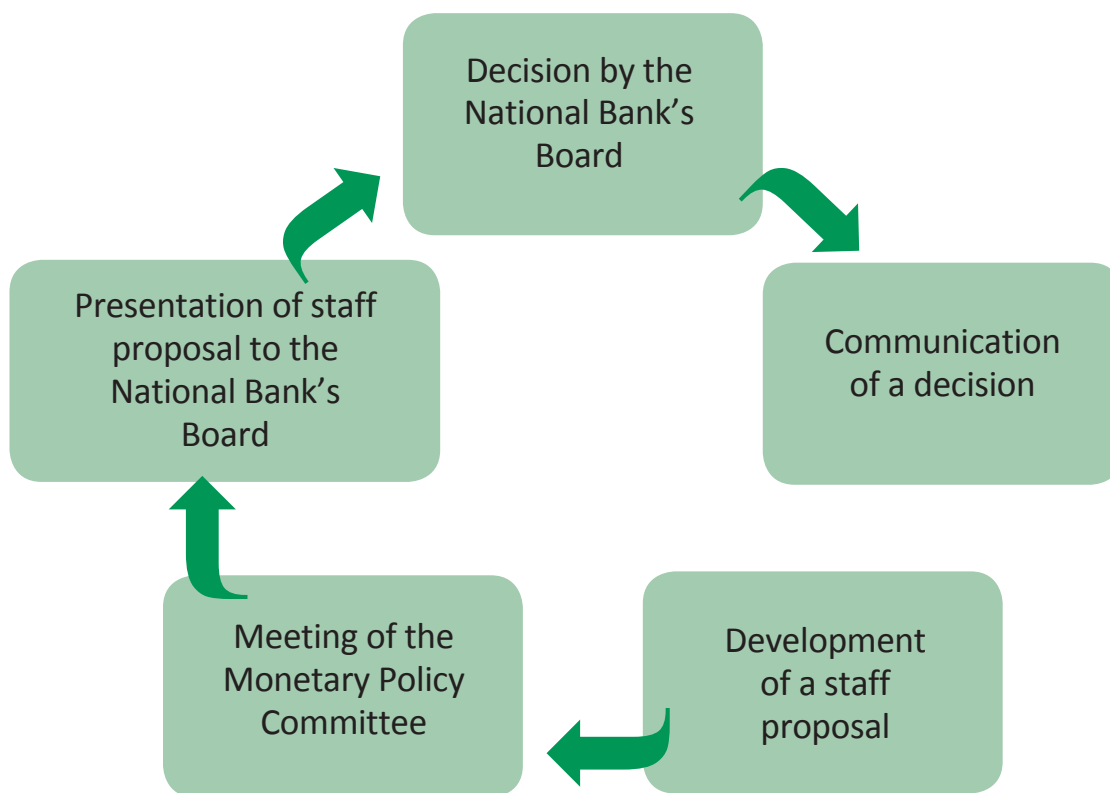 Decision by the
National Bank’s
Board
Presentation of staff
proposal to the
National Bank’s
Board
Communication
of a decision
Meeting of the
Monetary Policy
Committee
Development
of a staff
proposal